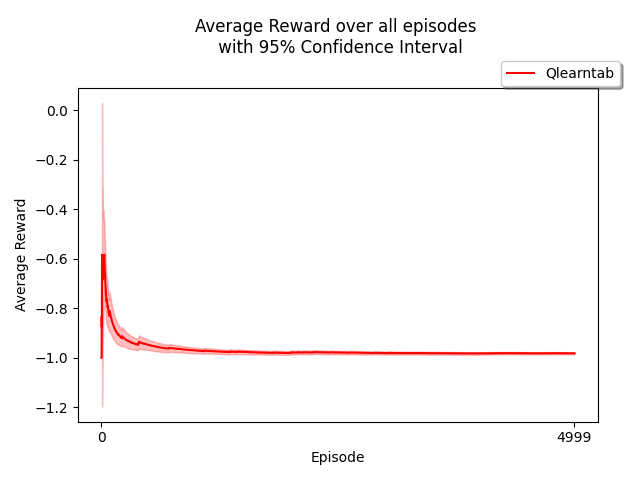 Average Reward over all episodes
with 95% Confidence Interval
Qlearntab
0.0
−0.2
−0.4
−0.6
−0.8
−1.0
−1.2
Average Reward
0
4999
Episode